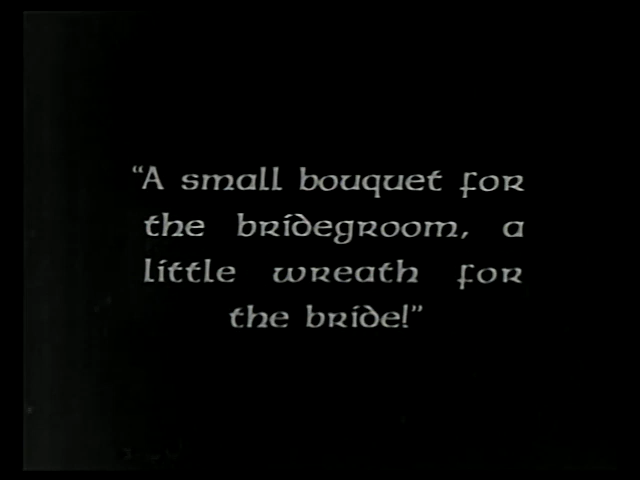 “A small bouquet for
the bridegroom, a
little wreath for
the bride!”